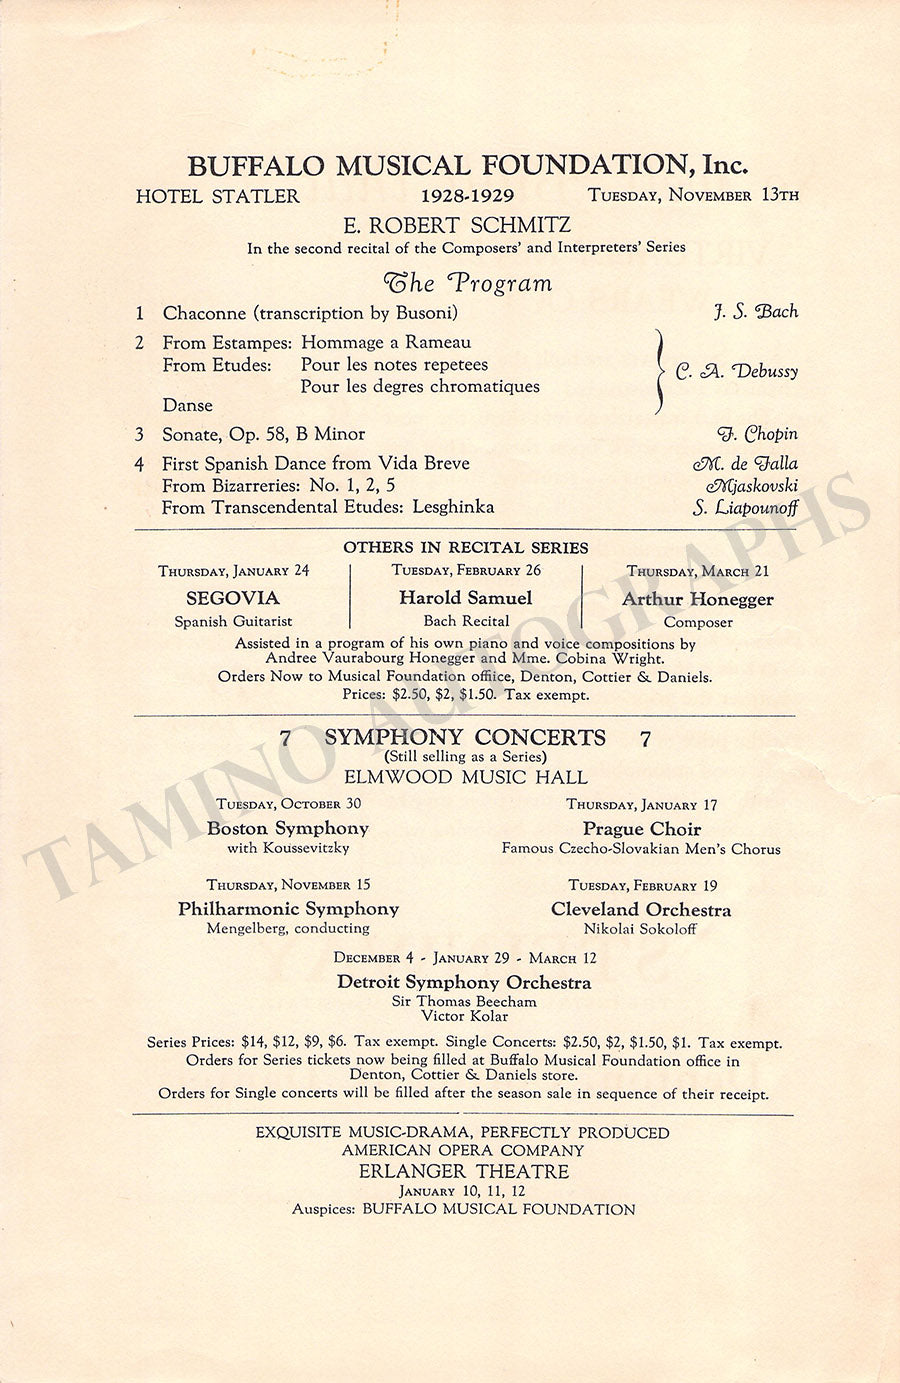 BUFFALO MUSICAL FOUNDATION, Inc.
HOTEL STATLER 1928-1929 TUESDAY, NOVEMBER 13TH
E. ROBERT SCHMITZ
In the second recital of the Composers' and Interpreters' Series
The Program
1 Chaconne (transcription by Busoni) J. S. Bach
2 From Estampes: Hommage a Rameau
From Etudes: Pour les notes repetees
C. A. Debussy
Pour les degres chromatiques
Danse
3 Sonate, Op. 58, B Minor F. Chopin
4 First Spanish Dance from Vida Breve M. de Falla
From Bizarreries: No. 1, 2, 5 Mjaskovski
From Transcendental Etudes: Lesghinka S. Liapounoff
OTHERS IN RECITAL SERIES
THURSDAY, JANUARY 24 TUESDAY, FEBRUARY 26 THURSDAY, MARCH 21
SEGOVIA Harold Samuel Arthur Honegger
Spanish Guitarist Bach Recital Composer
Assisted in a program of his own piano and voice compositions by
Andree Vaurabourg Honegger and Mme. Cobina Wright.
Orders Now to Musical Foundation offiice, Denton, Cottier & Daniels.
Prices: $2.50, $2, $1.50. Tax exempt.
7 SYMPHONY CONCERTS 7
(Still selling as a Series)
ELMWOOD MUSIC HALL
TUESDAY, OCTOBER 30 THURSDAY, JANUARY 17
Boston Symphony Prague Choir
with Koussevitzky Famous Czecho-Slovakian Men's Chorus
THURSDAY, NOVEMBER 15 TUESDAY, FEBRUARY 19
Philharmonic Symphony Cleveland Orchestra
Mengelberg, conducting Nikolai Sokoloff
DECEMBER 4 - JANUARY 29 - MARCH 12
Detroit Symphony Orchestra
Sir Thomas Beecham
Victor Kolar
Series Prices: $14, $12, $9, $6. Tax exempt. Single Concerts: $2.50, $2, $1.50, $1. Tax exempt.
Orders for Series tickets now being filled at Buffalo Musical Foundation office in
Denton, Cottier & Daniels store.
Orders for Single concerts will be filled after the season sale in sequence of their receipt.
EXQUISITE MUSIC-DRAMA, PERFECTLY PRODUCED
AMERICAN OPERA COMPANY
ERLANGER THEATRE
JANUARY 10, 11, 12
Auspices: BUFFALO MUSICAL FOUNDATION
TAMINO AUTOGRAPHS